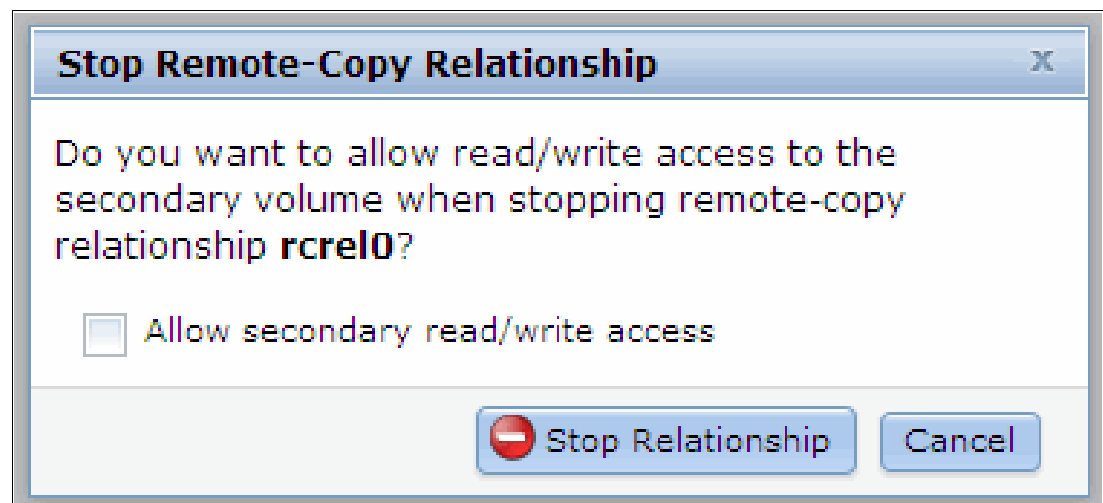 Stop Remote-Copy Relationship x
Do you want to allow read/write access to the
secondary volume when stopping remote-copy
relationship rcrel0?
Allow secondary read/write access
Stop Relationship Cancel